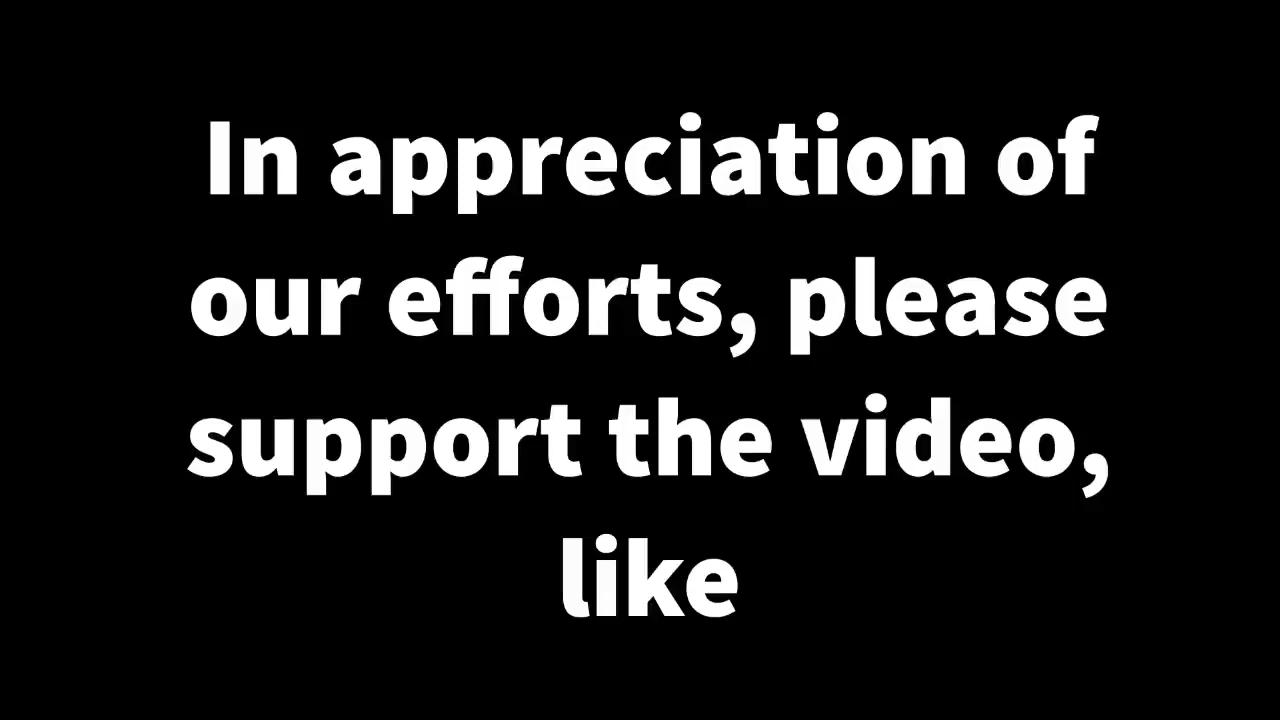 In appreciation of
our efforts, please
support the video,
like